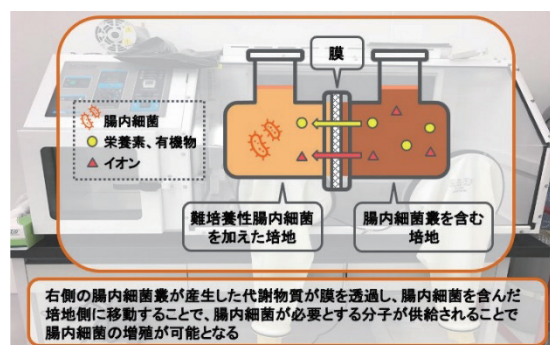 膜
腸内細菌
栄養素、有機物
イオン
難培養性腸内細菌
を加えた培地
腸内細菌叢を含む
培地
右側の腸内細菌叢が産生した代謝物質が膜を透過し、腸内細菌を含んだ
培地側に移動することで、腸内細菌が必要とする分子が供給されることで
腸内細菌の増殖が可能となる